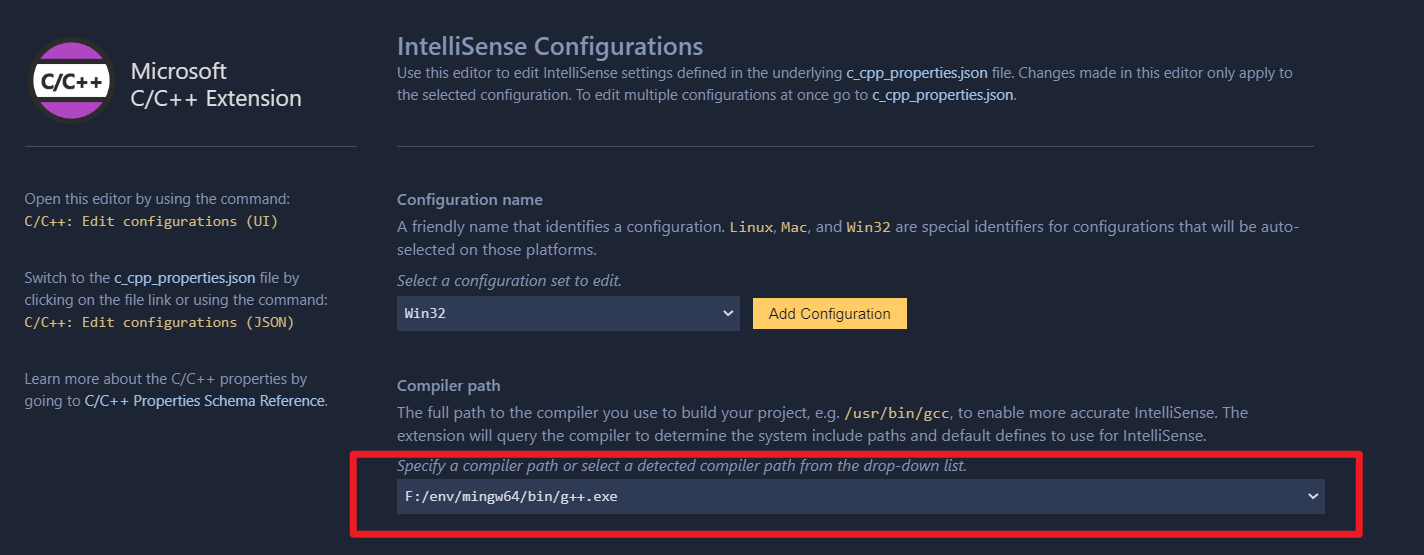 C/C++
Microsoft
C/C++ Extension
Open this editor by using the command:
C/C++: Edit configurations (UI)
Switch to the c_cpp_properties.json file by
clicking on the file link or using the command:
C/C++: Edit configurations (JSON)
Learn more about the C/C++ properties by
going to C/C++ Properties Schema Reference.
IntelliSense Configurations
Use this editor to edit IntelliSense settings defined in the underlying c_cpp_properties.json file. Changes made in this editor only apply to
the selected configuration. To edit multiple configurations at once go to c_cpp_properties.json.
Configuration name
A friendly name that identifies a configuration. Linux, Mac, and Win32 are special identifiers for configurations that will be auto-
selected on those platforms.
Select a configuration set to edit.
Win32
Add Configuration
Compiler path
The full path to the compiler you use to build your project, e.g. /usr/bin/gcc, to enable more accurate IntelliSense. The
extension will query the compiler to determine the system include paths and default defines to use for IntelliSense.
Specify a compiler path or select a detected compiler path from the drop-down list.
F:/env/mingw64/bin/g++.exe